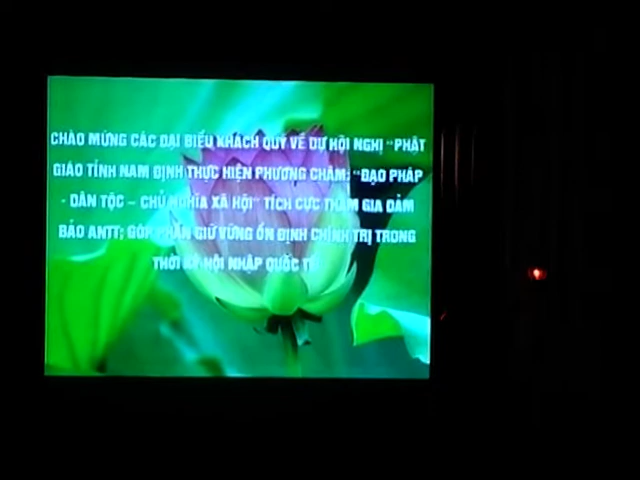 CHÀO MỪNG CÁC ĐẠI BIỂU KHÁCH QUÝ VỀ DỰ HỘI NGHỊ "PHẬT
GIÁO TỈNH NAM ĐỊNH THỰC HIỆN PHƯƠNG CHÂM: "ĐẠO PHÁP
- DÂN TỘC – CHỦ NGHĨA XÃ HỘI" TÍCH CỰC THAM GIA ĐẢM
BẢO ANTT; GÓP PHẦN GIỮ VỮNG ỔN ĐỊNH CHÍNH TRỊ TRONG
THỜI KỲ HỘI NHẬP QUỐC TẾ